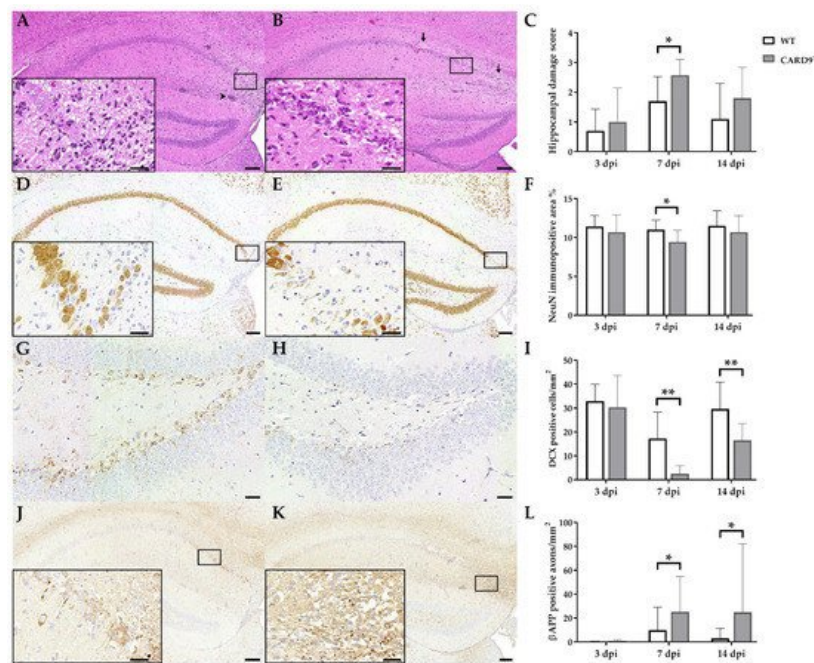 A
B
C
Hippocampal damage score
4
3
2
1
0
*
3 dpi
7 dpi
14 dpi
WT
CARD9⁻
D
E
F
NeuN immunopositive area %
15
10
5
0
*
3 dpi
7 dpi
14 dpi
G
H
I
DCX positive cells/mm²
50
40
30
20
10
0
**
**
3 dpi
7 dpi
14 dpi
J
K
L
βAPP positive axons/mm²
100
80
60
40
20
0
*
*
3 dpi
7 dpi
14 dpi